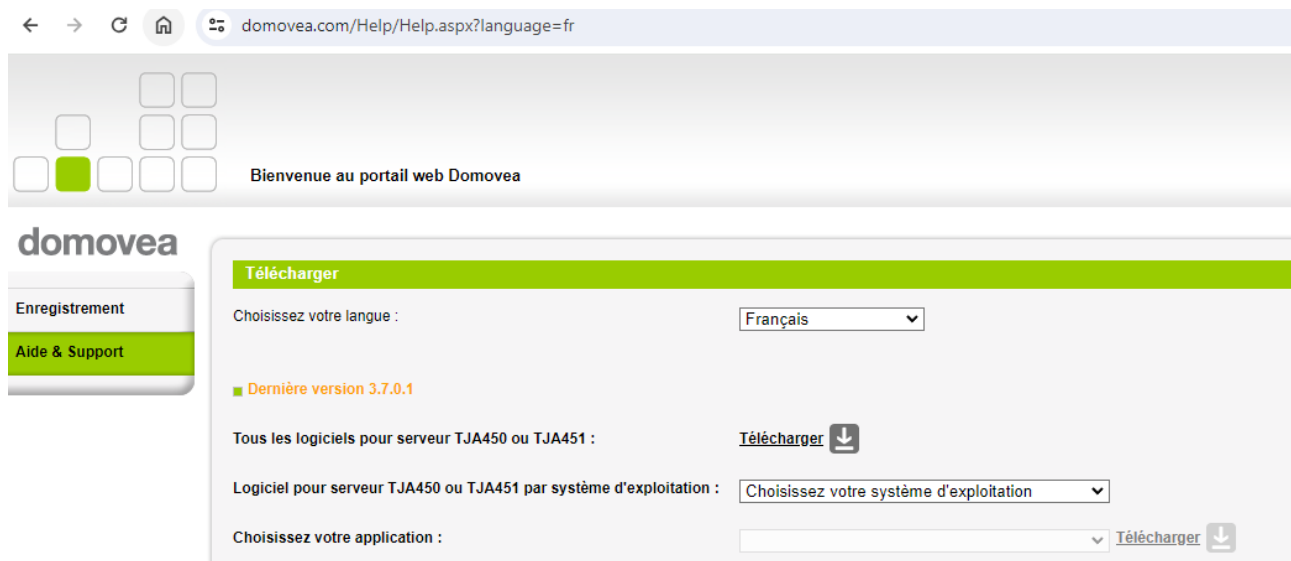 domovea.com/Help/Help.aspx?language=fr
Bienvenue au portail web Domovea
domovea
Enregistrement
Aide & Support
Télécharger
Choisissez votre langue :
Français
Dernière version 3.7.0.1
Tous les logiciels pour serveur TJA450 ou TJA451 :
Télécharger
Logiciel pour serveur TJA450 ou TJA451 par système d'exploitation :
Choisissez votre système d'exploitation
Choisissez votre application :
Télécharger